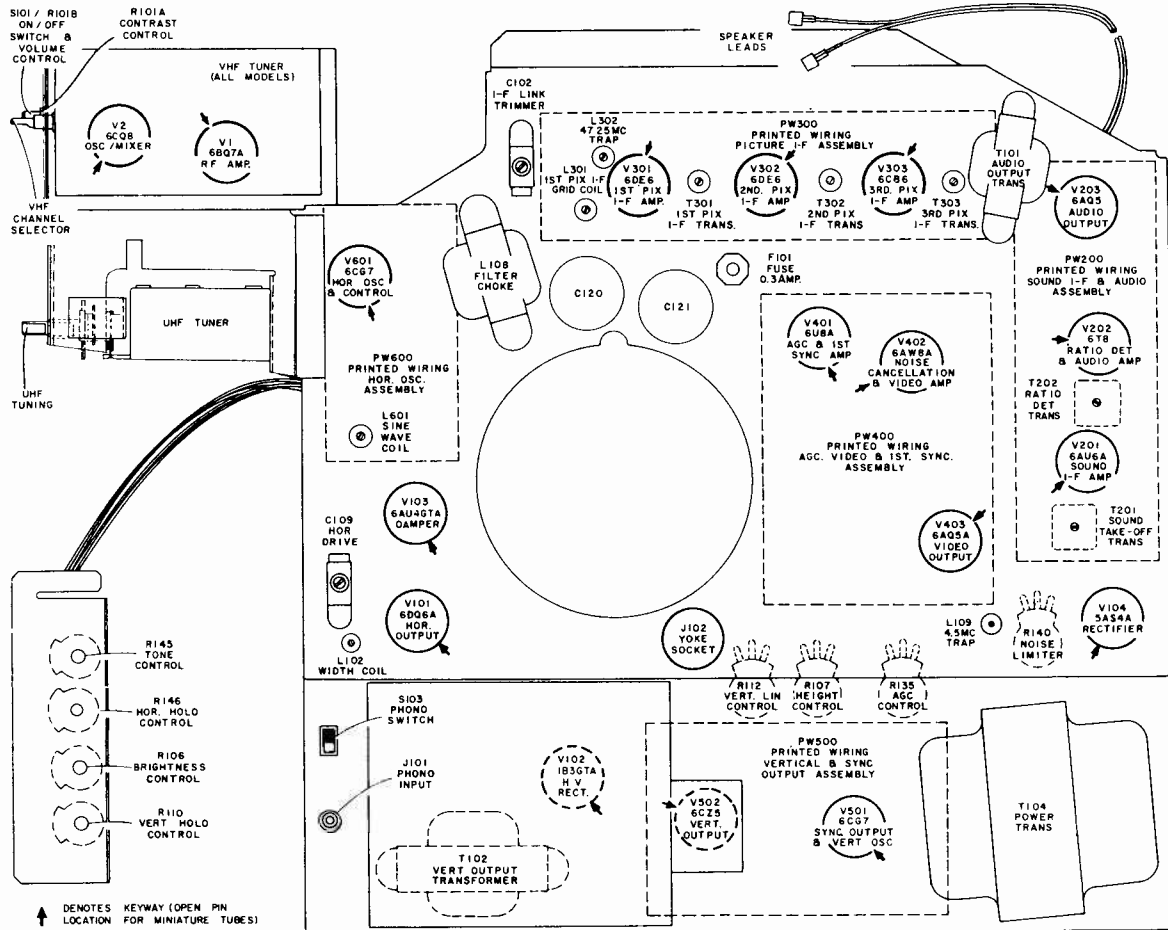 S101 / R101B
ON / OFF
SWITCH &
VOLUME
CONTROL
R101A
CONTRAST
CONTROL
VHF TUNER
(ALL MODELS)
V2
6CQ8
OSC / MIXER
V1
6BQ7A
RF AMP.
VHF
CHANNEL
SELECTOR
C102
I-F LINK
TRIMMER
SPEAKER
LEADS
L302
47.25MC
TRAP
L301
1ST PIX I-F
GRID COIL
PW300
PRINTED WIRING
PICTURE I-F ASSEMBLY
V301
6DE6
1ST PIX
I-F AMP.
T301
1ST PIX
I-F TRANS.
V302
6DE6
2ND. PIX
I-F AMP
T302
2ND PIX
I-F TRANS
V303
6CB6
3RD. PIX
I-F AMP
T303
3RD PIX
I-F TRANS.
T101
AUDIO
OUTPUT
TRANS
V203
6AQ5
AUDIO
OUTPUT
PW200
PRINTED WIRING
SOUND I-F & AUDIO
ASSEMBLY
V202
6T8
RATIO DET
& AUDIO AMP
T202
RATIO
DET
TRANS
V201
6AU6A
SOUND
I-F AMP
T201
SOUND
TAKE-OFF
TRANS
V601
6CG7
HOR OSC
& CONTROL
L108
FILTER
CHOKE
C120
C121
F101
FUSE
0.3AMP.
UHF TUNER
UHF
TUNING
PW600
PRINTED WIRING
HOR. OSC.
ASSEMBLY
L601
SINE
WAVE
COIL
V401
6U8A
AGC & 1ST
SYNC AMP
V402
6AW8A
NOISE
CANCELLATION
& VIDEO AMP
PW400
PRINTED WIRING
AGC. VIDEO & 1ST. SYNC.
ASSEMBLY
V403
6AQ5A
VIDEO
OUTPUT
V103
6AU4GTA
DAMPER
C109
HOR
DRIVE
V101
6DQ6A
HOR.
OUTPUT
L102
WIDTH COIL
J102
YOKE
SOCKET
L109
4.5MC
TRAP
R140
NOISE
LIMITER
V104
5AS4A
RECTIFIER
R112
VERT. LIN
CONTROL
R107
HEIGHT
CONTROL
R135
AGC
CONTROL
R145
TONE
CONTROL
R146
HOR. HOLD
CONTROL
R106
BRIGHTNESS
CONTROL
R110
VERT HOLD
CONTROL
S103
PHONO
SWITCH
J101
PHONO
INPUT
V102
1B3GTA
H V
RECT.
T102
VERT OUTPUT
TRANSFORMER
PW500
PRINTED WIRING
VERTICAL & SYNC
OUTPUT ASSEMBLY
V502
6CZ5
VERT.
OUTPUT
V501
6CG7
SYNC OUTPUT
& VERT OSC
T104
POWER
TRANS
DENOTES KEYWAY (OPEN PIN
LOCATION FOR MINIATURE TUBES)